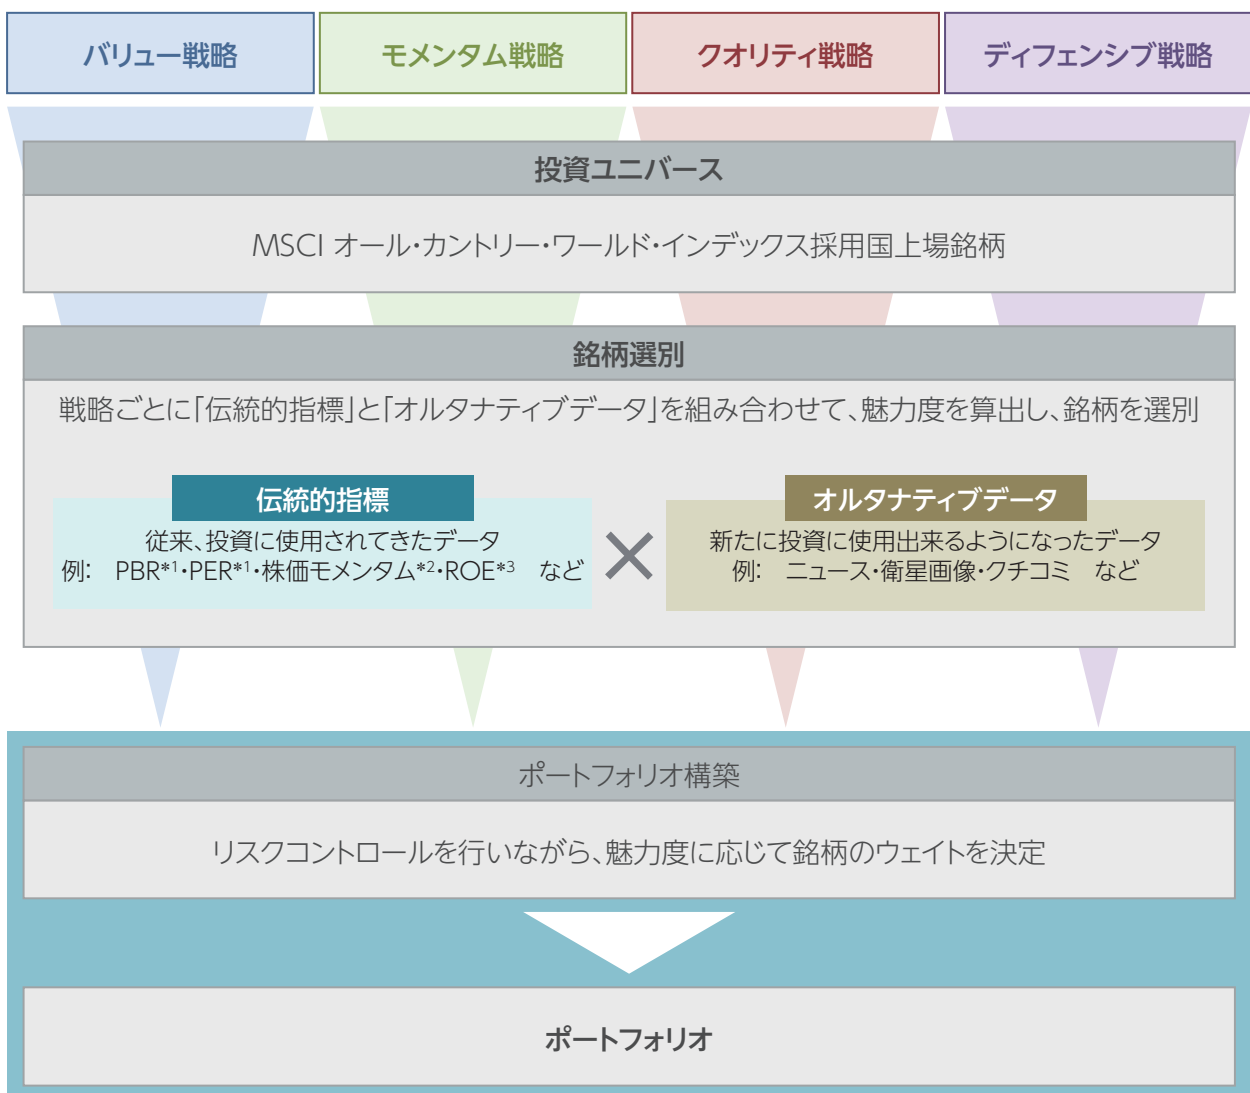 バリュー戦略
モメンタム戦略
クオリティ戦略
ディフェンシブ戦略
投資ユニバース
MSCI オール・カントリー・ワールド・インデックス採用国上場銘柄
銘柄選別
戦略ごとに「伝統的指標」と「オルタナティブデータ」を組み合わせて、魅力度を算出し、銘柄を選別
伝統的指標
従来、投資に使用されてきたデータ
例: PBR*1・PER*1・株価モメンタム*2・ROE*3 など
×
オルタナティブデータ
新たに投資に使用出来るようになったデータ
例: ニュース・衛星画像・クチコミ など
ポートフォリオ構築
リスクコントロールを行いながら、魅力度に応じて銘柄のウェイトを決定
ポートフォリオ